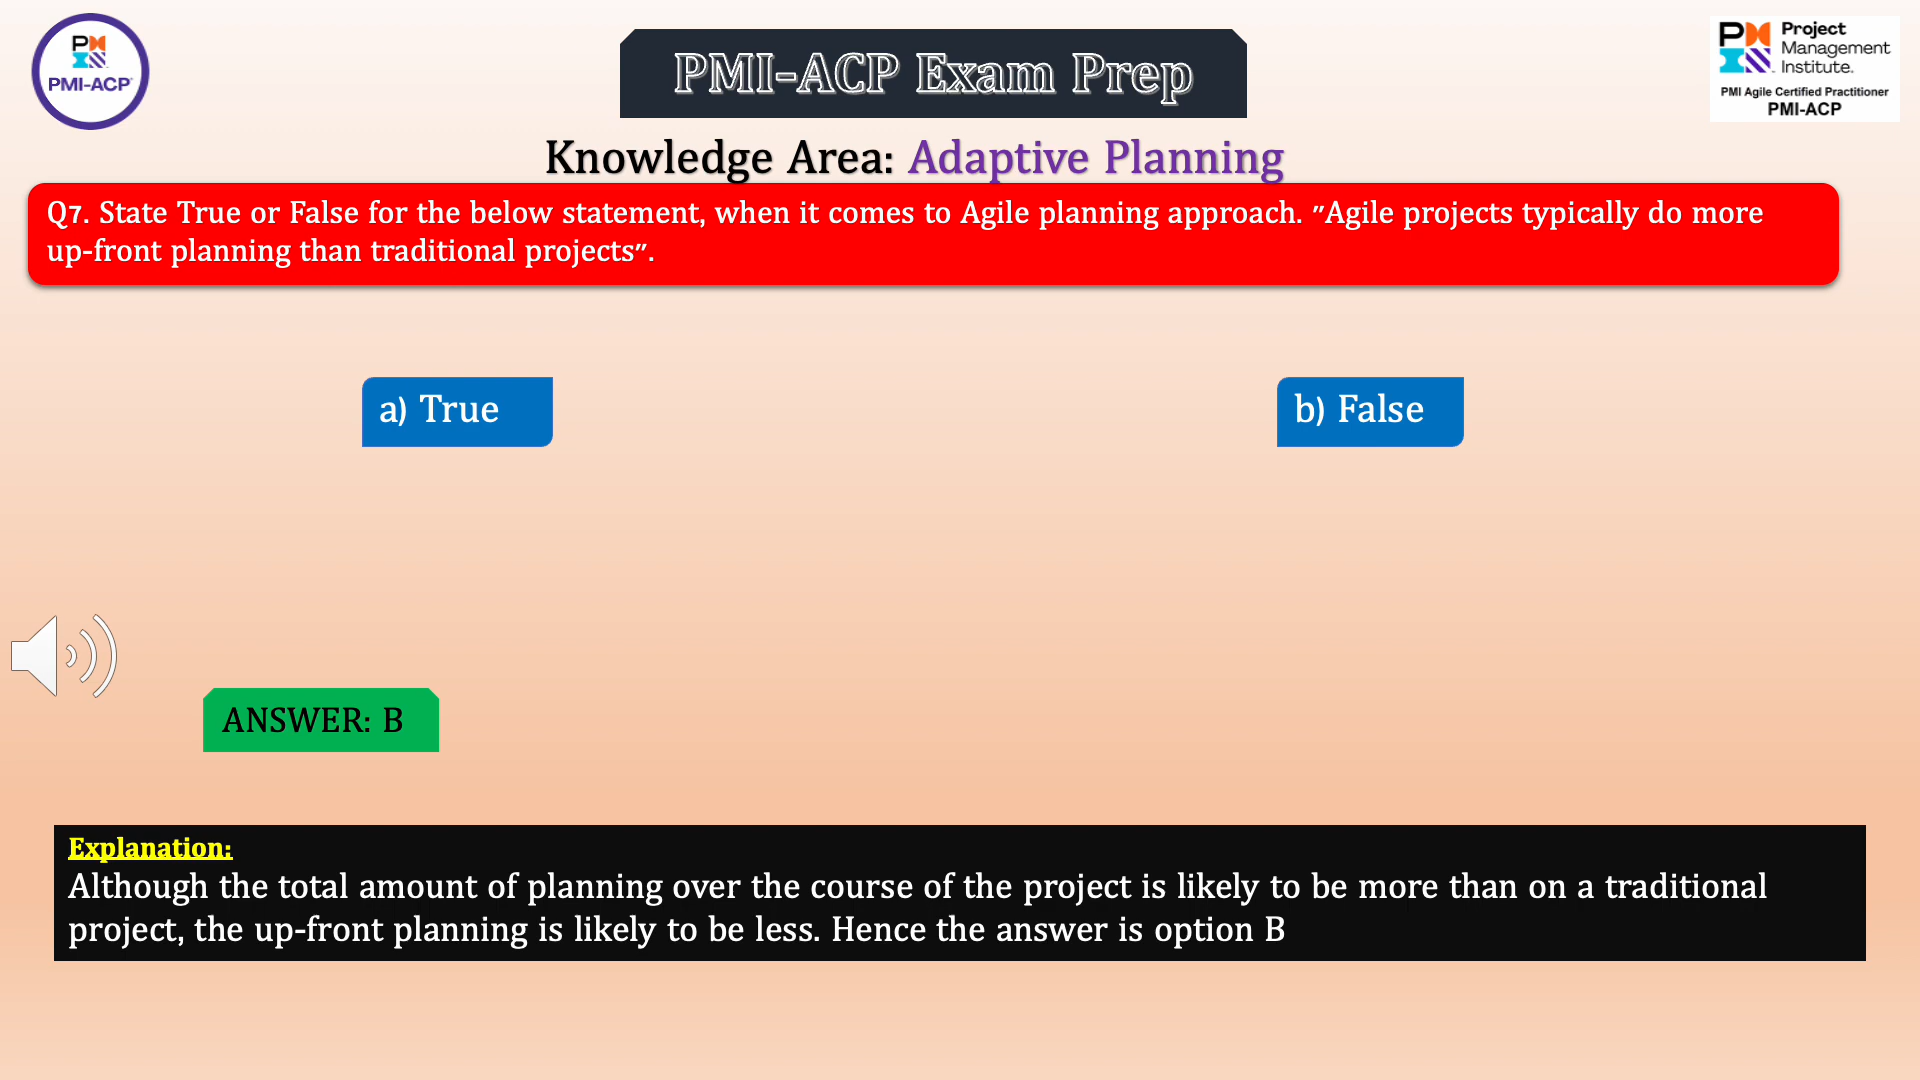 PMI-ACP
PMI-ACP Exam Prep
Project
Management
Institute.
PMI Agile Certified Practitioner
PMI-ACP
Knowledge Area: Adaptive Planning
Q7. State True or False for the below statement, when it comes to Agile planning approach. "Agile projects typically do more
up-front planning than traditional projects".
a) True
b) False
ANSWER: B
Explanation:
Although the total amount of planning over the course of the project is likely to be more than on a traditional
project, the up-front planning is likely to be less. Hence the answer is option B